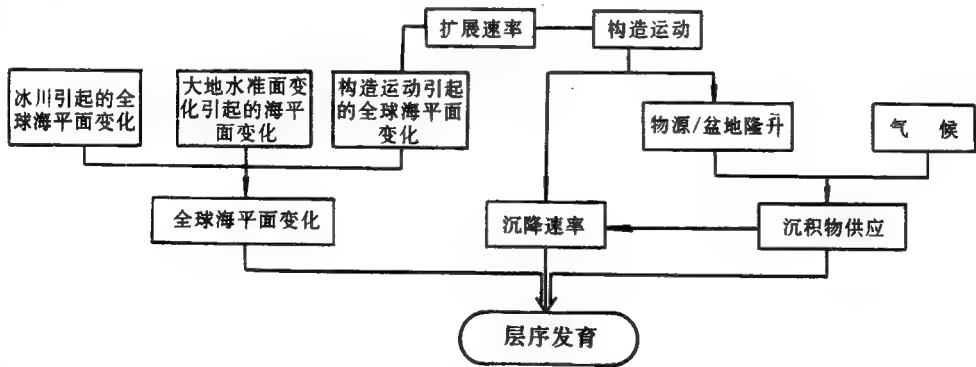 扩展速率
构造运动
冰川引起的全
球海平面变化
大地水准面变
化引起的海平
面变化
构造运动引起
的全球海平面
变化
物源/盆地隆升
气 候
全球海平面变化
沉降速率
沉积物供应
层序发育